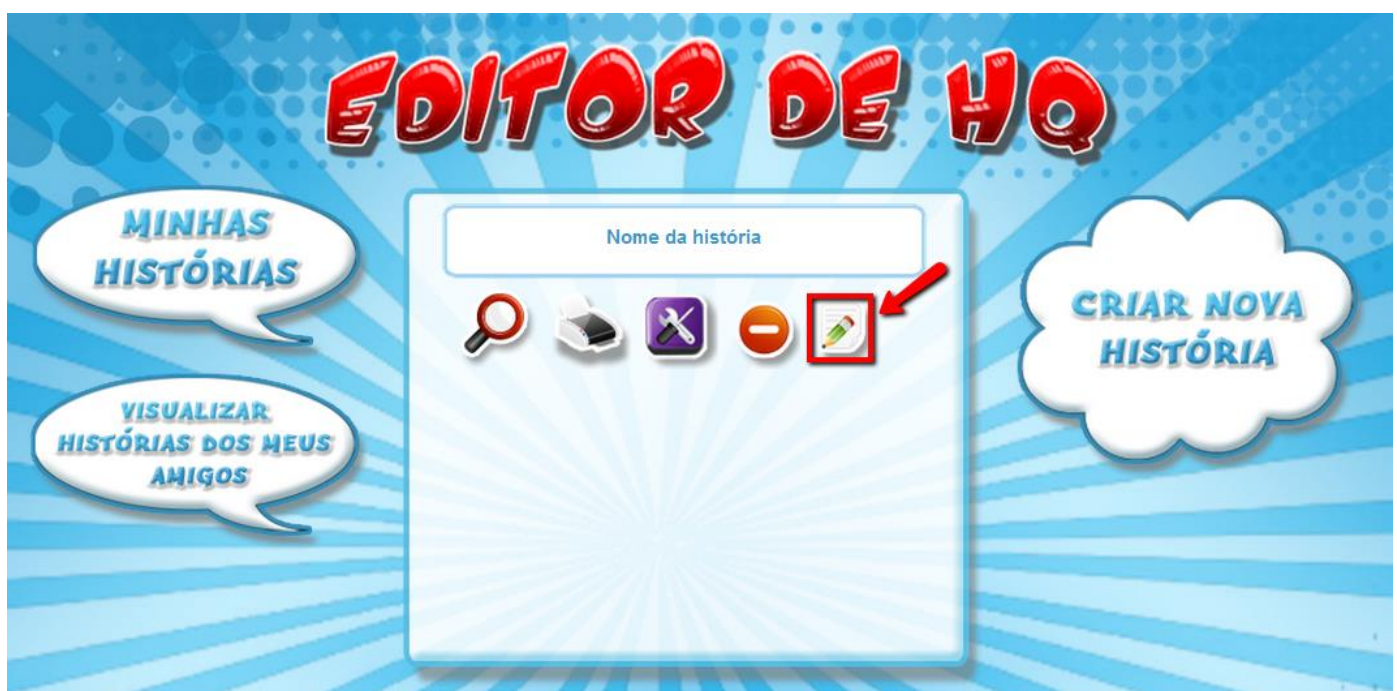 EDITOR DE HQ
MINHAS
HISTÓRIAS
VISUALIZAR
HISTÓRIAS DOS MEUS
AMIGOS
Nome da história
CRIAR NOVA
HISTÓRIA